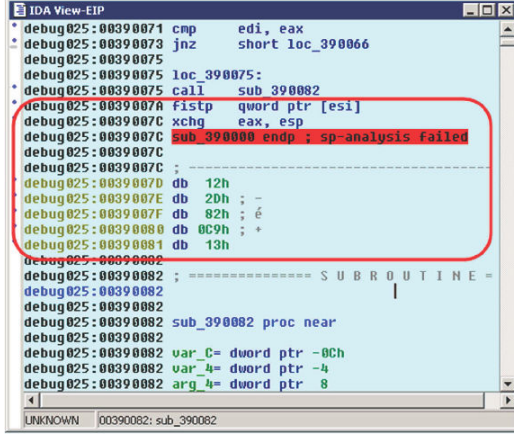 IDA View-EIP
debug025:00390071 cmp edi, eax
debug025:00390073 jnz short loc_390066
debug025:00390075
debug025:00390075 loc_390075:
debug025:00390075 call sub_390082
debug025:0039007A fistp qword ptr [esi]
debug025:0039007C xchg eax, esp
debug025:0039007C sub_390000 endp ; sp-analysis failed
debug025:0039007C
debug025:0039007C ; ----------------------------------------
debug025:0039007D db 12h
debug025:0039007E db 2Dh ; -
debug025:0039007F db 82h ; é
debug025:00390080 db 0C9h ; +
debug025:00390081 db 13h
debug025:00390082
debug025:00390082 ; =============== S U B R O U T I N E =
debug025:00390082
debug025:00390082
debug025:00390082 sub_390082 proc near
debug025:00390082
debug025:00390082 var_C= dword ptr -0Ch
debug025:00390082 var_4= dword ptr -4
debug025:00390082 arg_4= dword ptr 8
UNKNOWN 00390082: sub_390082